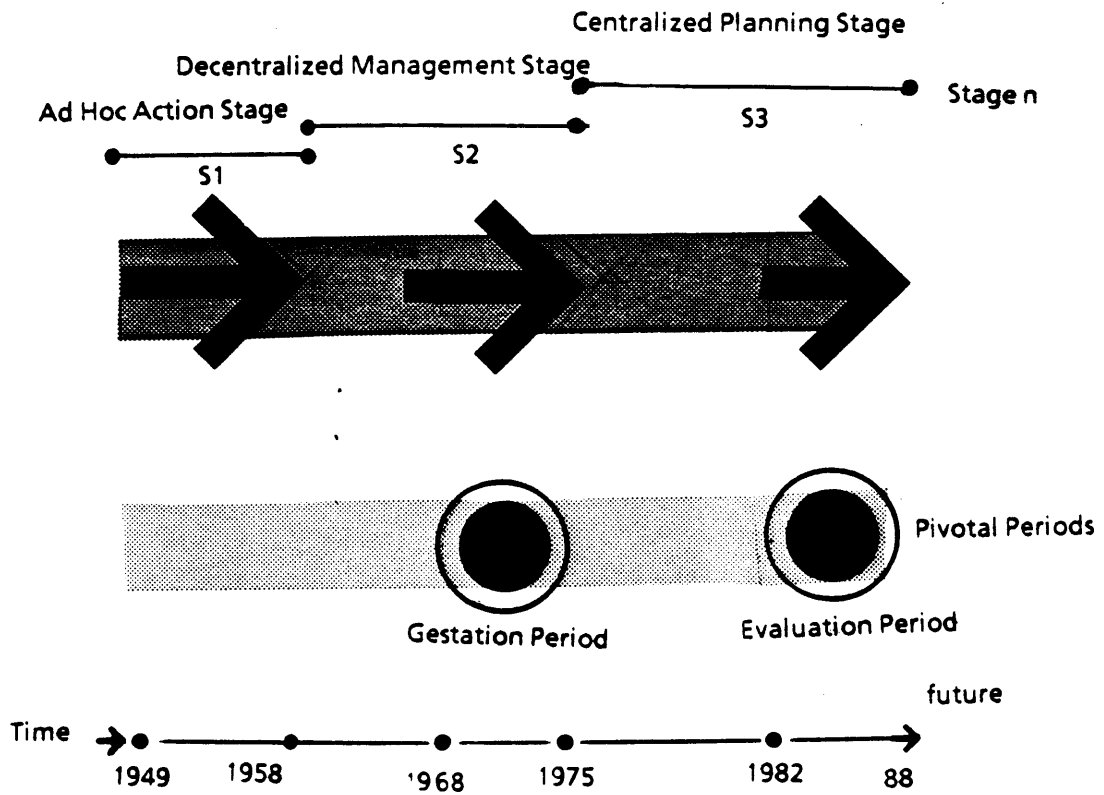 Centralized Planning Stage
Decentralized Management Stage
Ad Hoc Action Stage
Stage n
S1
S2
S3
Pivotal Periods
Gestation Period
Evaluation Period
future
Time
1949
1958
1968
1975
1982
88